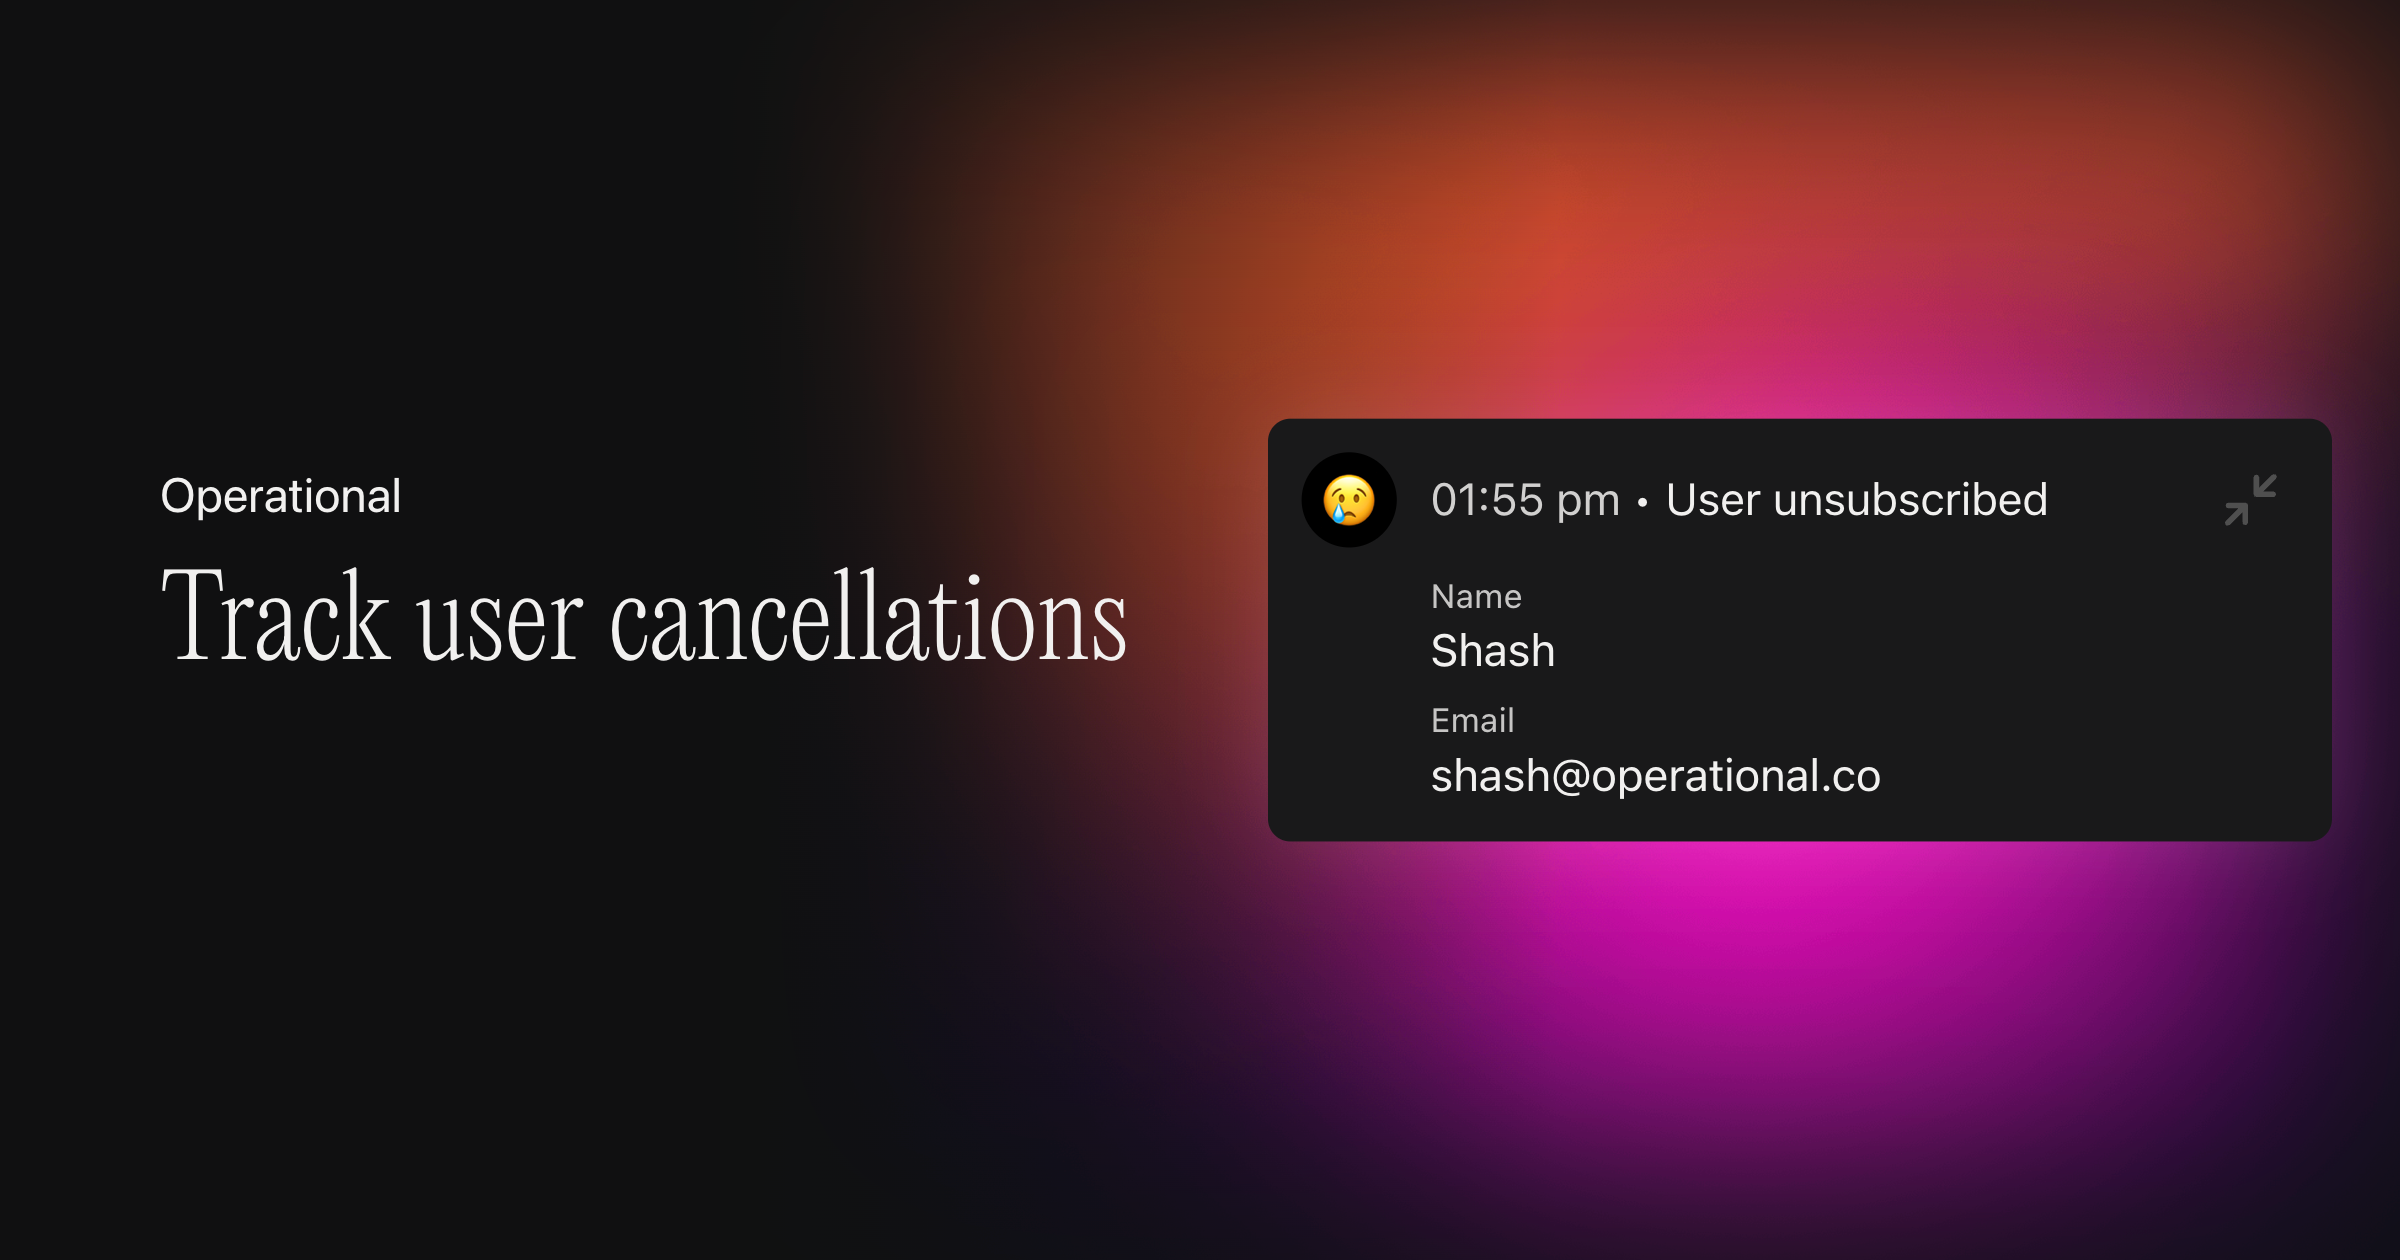 Operational
Track user cancellations
😢 01:55 pm • User unsubscribed
Name
Shash
Email
shash@operational.co